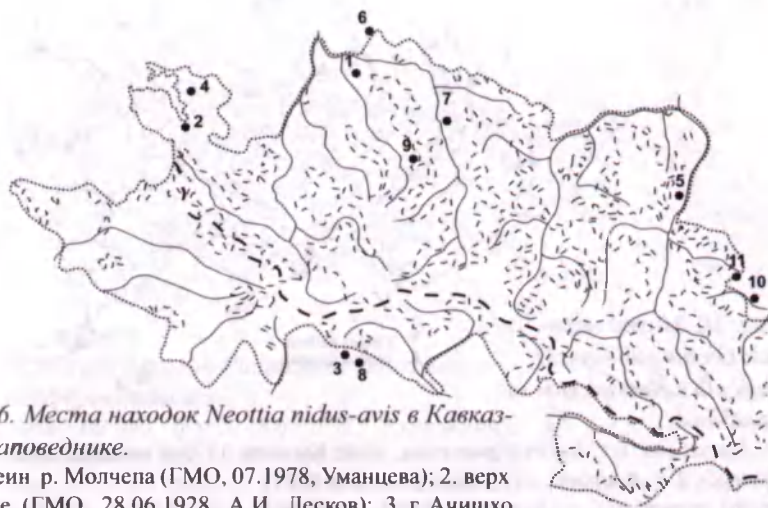 6
1
4
7
2
9
5
11
10
3 8
6. Места находок Neottia nidus-avis в Кавказ-
аповеднике.
еин р. Молчепа (ГМО, 07.1978, Уманцева); 2. верх
е (ГМО, 28.06.1928, А.И. Лесков); 3. г. Ачишхо